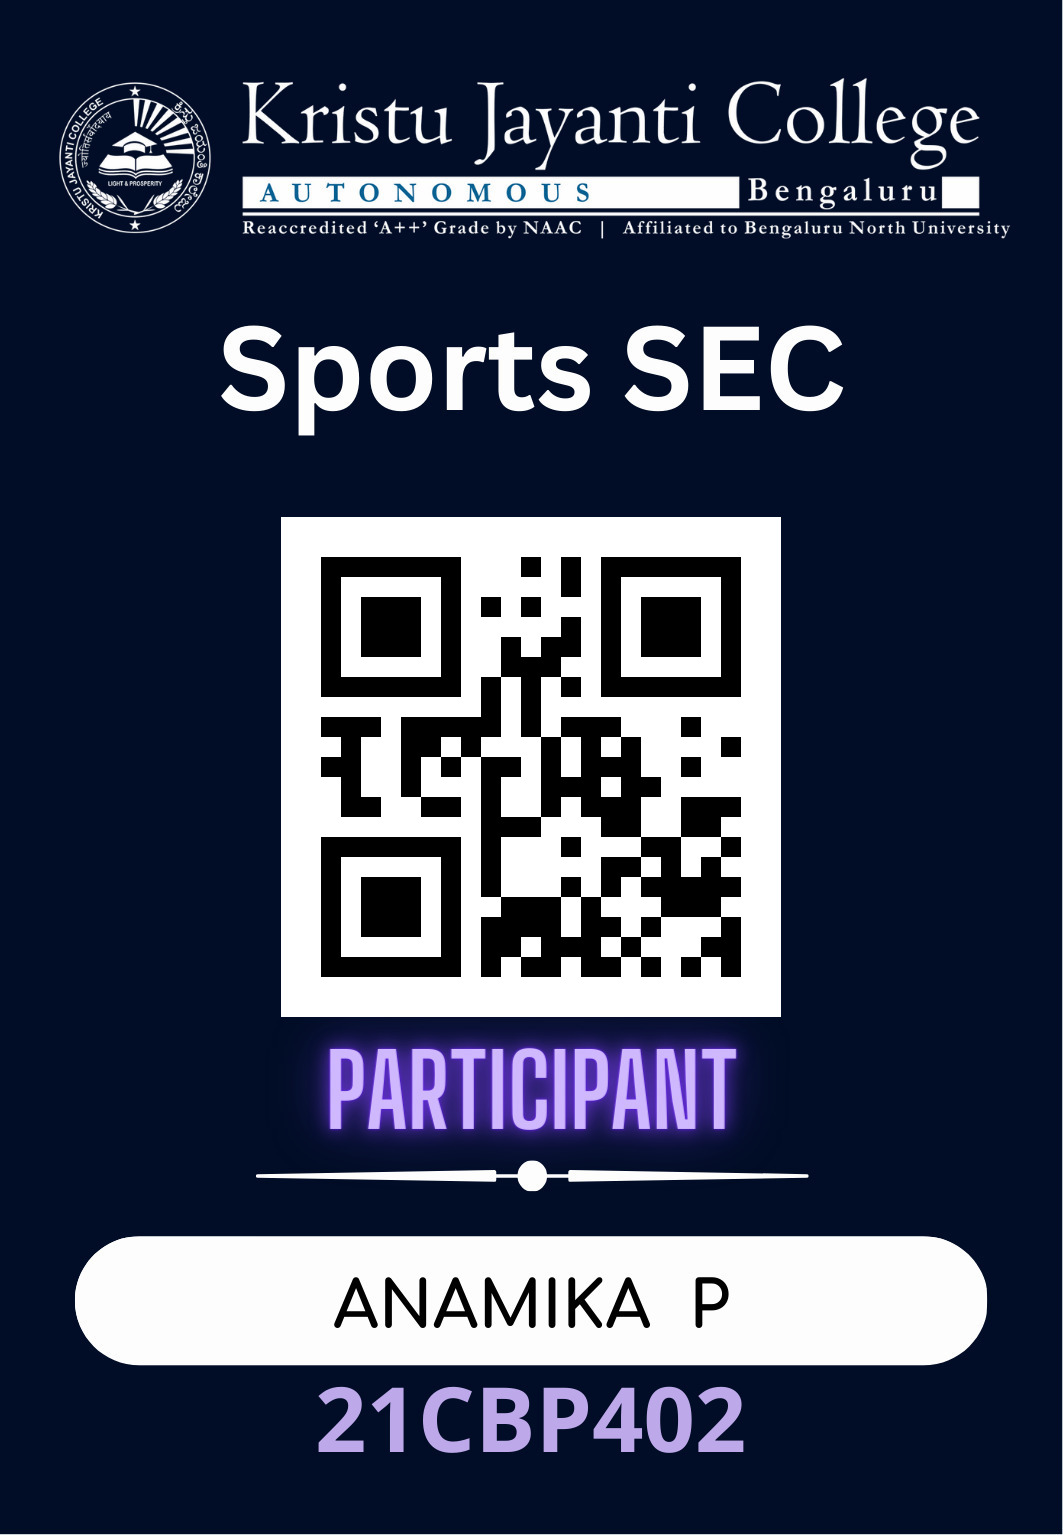 KRISTU JAYANTI COLLEGE
ಕ್ರಿಸ್ತು ಜಯಂತಿ ಕಾಲೇಜು
LIGHT & PROSPERITY
Kristu Jayanti College
AUTONOMOUS Bengaluru
Reaccredited ‘A++’ Grade by NAAC | Affiliated to Bengaluru North University
Sports SEC
PARTICIPANT
ANAMIKA P
21CBP402